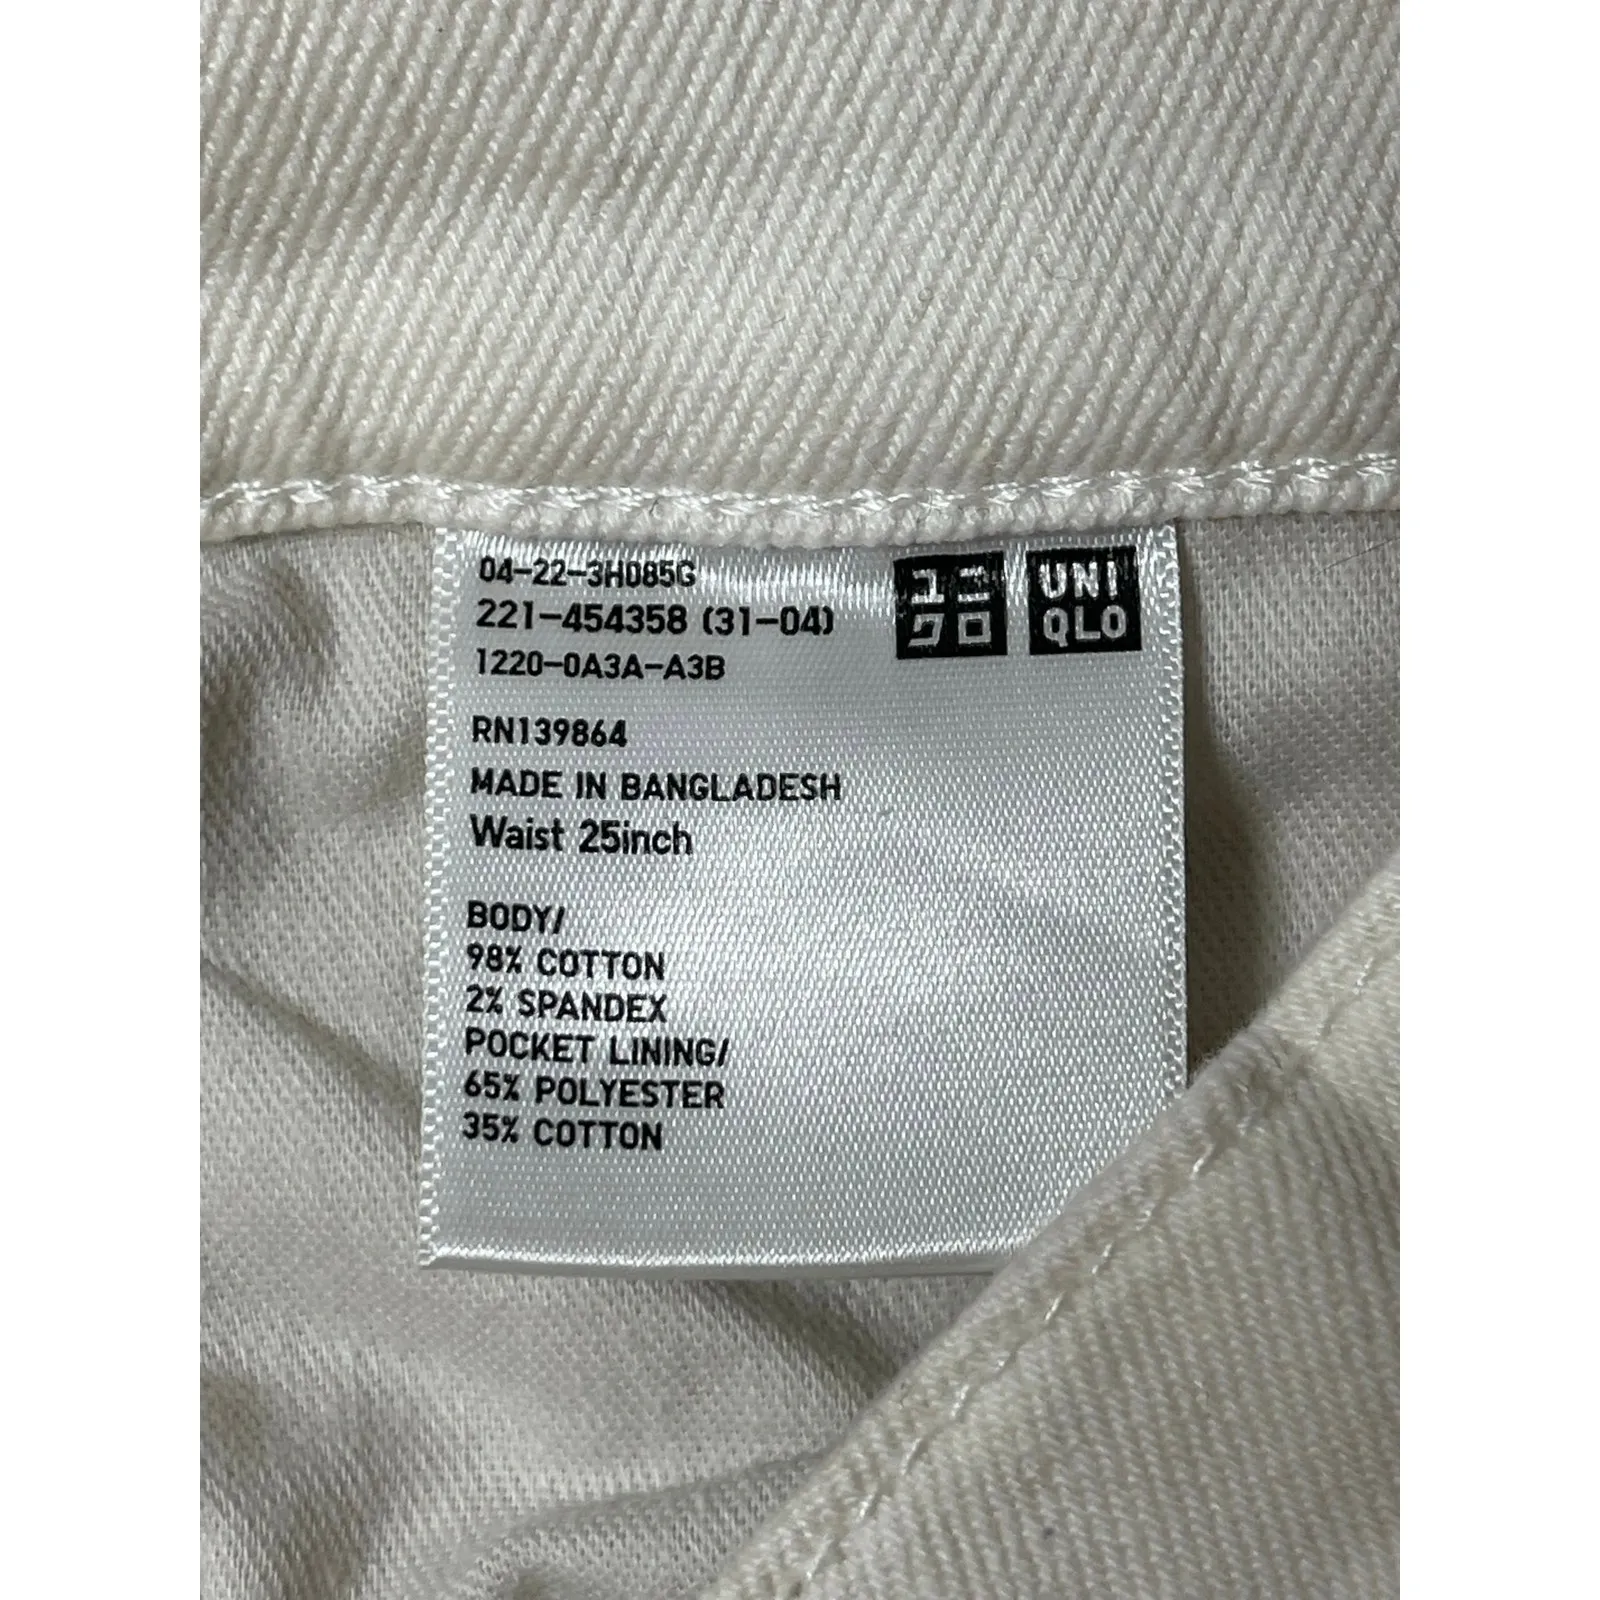 04-22-3H085G
221-454358 (31-04)
1220-0A3A-A3B
ユニ
クロ
UNI
QLO
RN139864
MADE IN BANGLADESH
Waist 25inch
BODY/
98% COTTON
2% SPANDEX
POCKET LINING/
65% POLYESTER
35% COTTON